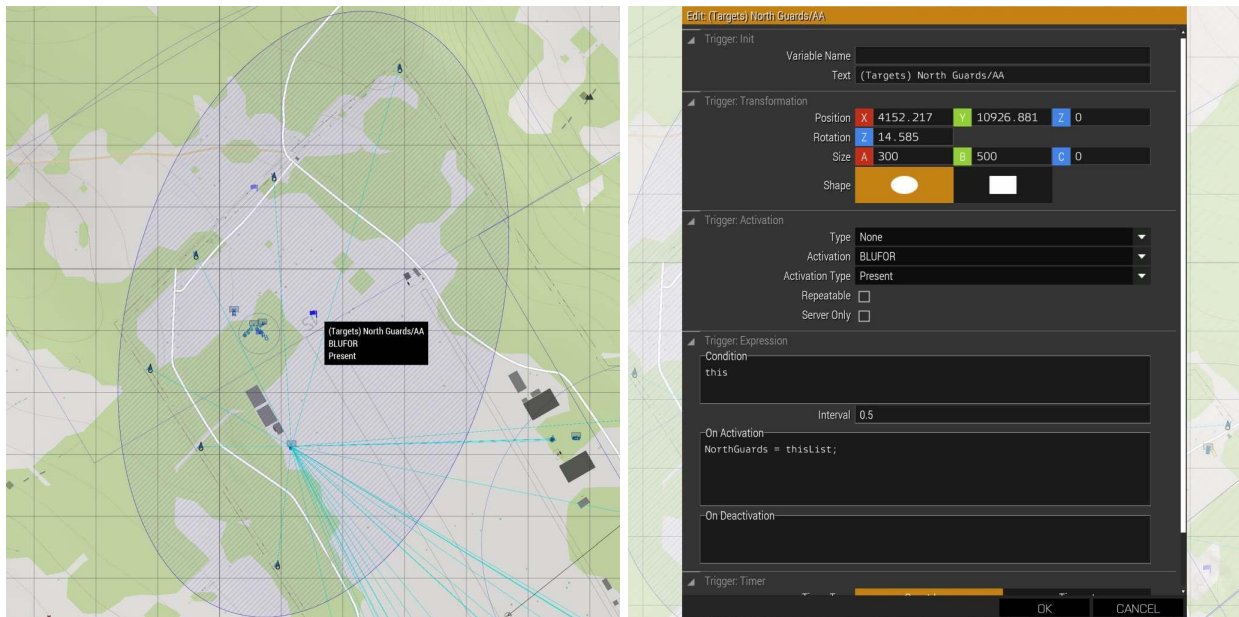 (Targets) North Guards/AA
BLUFOR
Present
Edit: (Targets) North Guards/AA
Trigger: Init
Variable Name
Text (Targets) North Guards/AA
Trigger: Transformation
Position X 4152.217 Y 10926.881 Z 0
Rotation Z 14.585
Size A 300 B 500 C 0
Shape
Trigger: Activation
Type None
Activation BLUFOR
Activation Type Present
Repeatable
Server Only
Trigger: Expression
Condition
this
Interval 0.5
On Activation
NorthGuards = thisList;
On Deactivation
Trigger: Timer
OK CANCEL